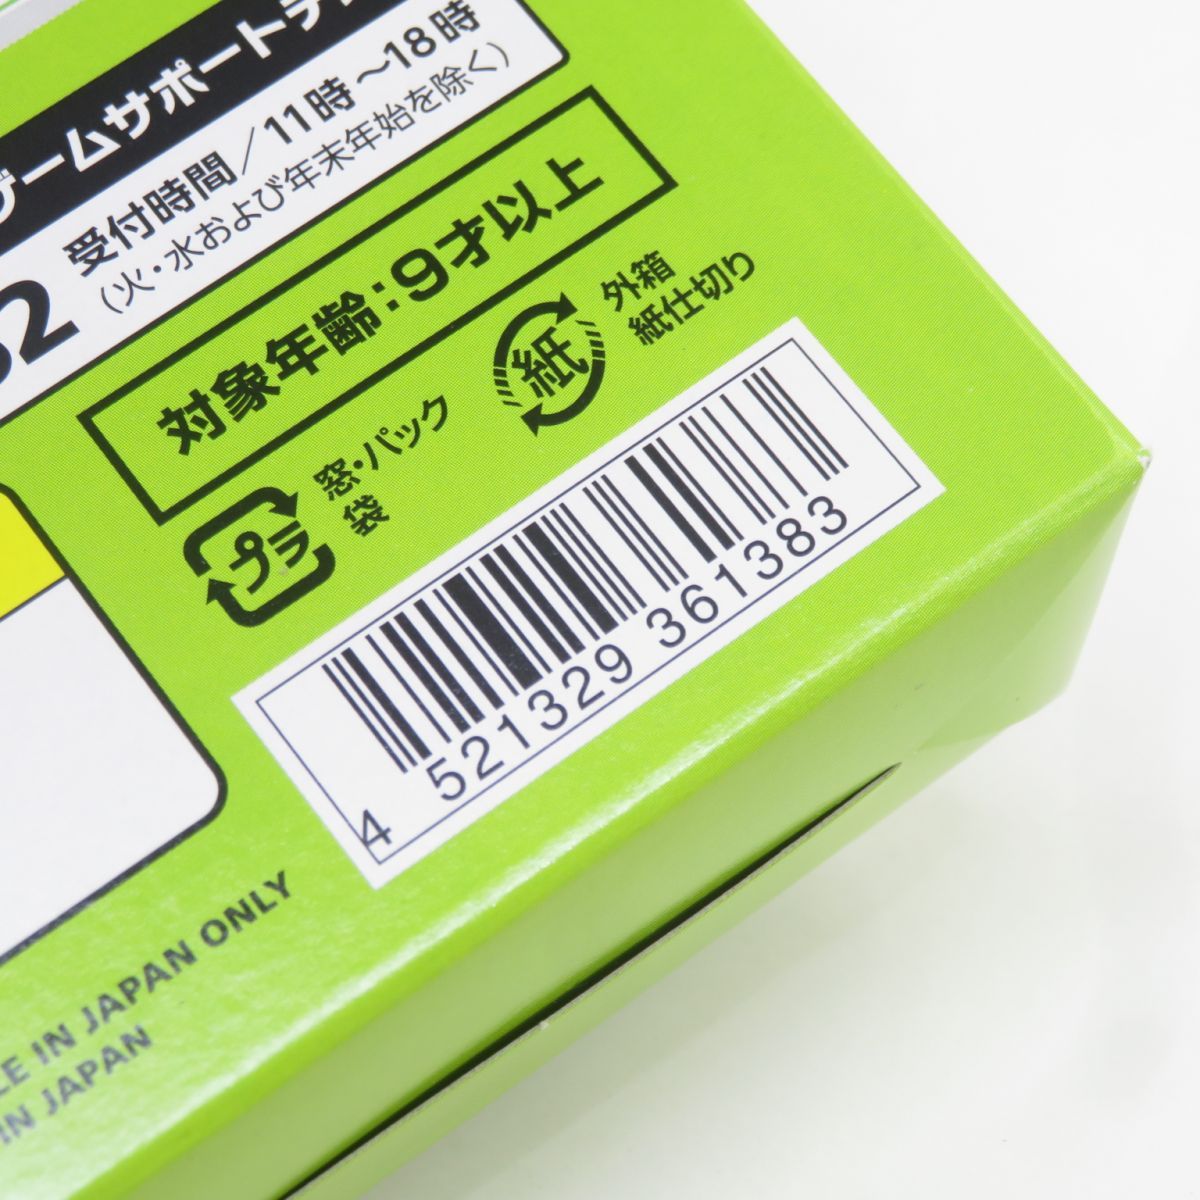 ゲームサポートデ
受付時間／11時～18時
(火・水および年末年始を除く)
対象年齢：9才以上
プラ
窓・パック
袋
紙
外箱
紙仕切り
4 521329 361383
LE IN JAPAN ONLY
IN JAPAN